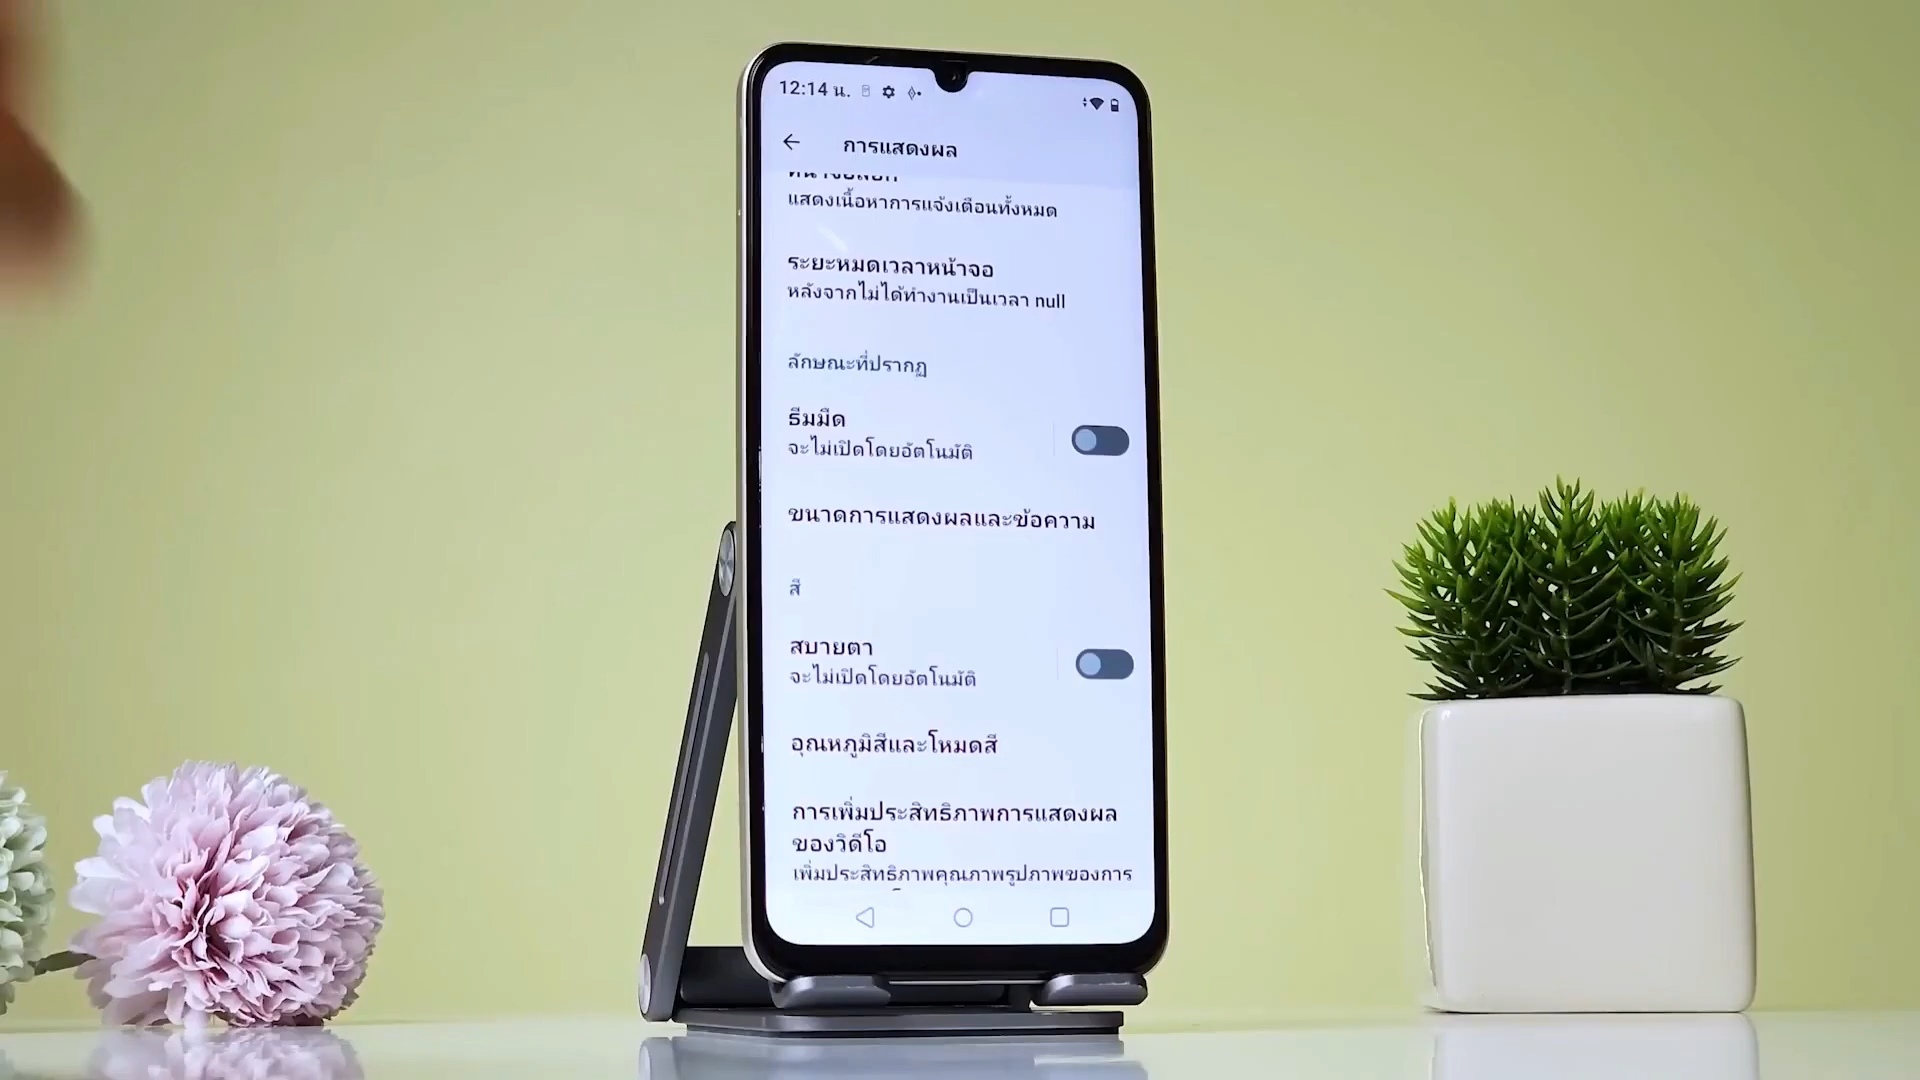 12:14 น.
การแสดงผล
แสดงเนื้อหาการแจ้งเตือนทั้งหมด
ระยะหมดเวลาหน้าจอ
หลังจากไม่ได้ทำงานเป็นเวลา null
ลักษณะที่ปรากฏ
ธีมมืด
จะไม่เปิดโดยอัตโนมัติ
ขนาดการแสดงผลและข้อความ
สี
สบายตา
จะไม่เปิดโดยอัตโนมัติ
อุณหภูมิสีและโหมดสี
การเพิ่มประสิทธิภาพการแสดงผล
ของวิดีโอ
เพิ่มประสิทธิภาพคุณภาพรูปภาพของการ